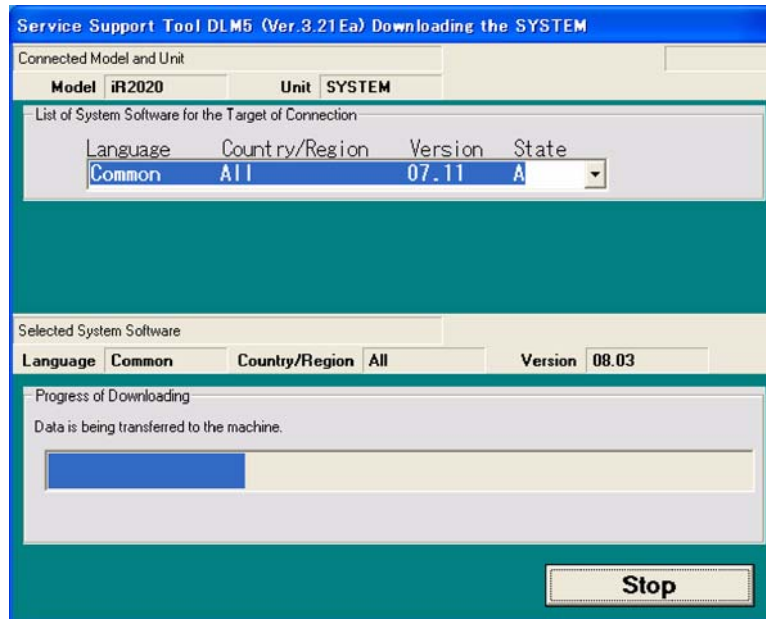 Service Support Tool DLM5 (Ver.3.21Ea) Downloading the SYSTEM
Connected Model and Unit
Model iR2020 Unit SYSTEM
List of System Software for the Target of Connection
Language Country/Region Version State
Common All 07.11 A
Selected System Software
Language Common Country/Region All Version 08.03
Progress of Downloading
Data is being transferred to the machine.
Stop